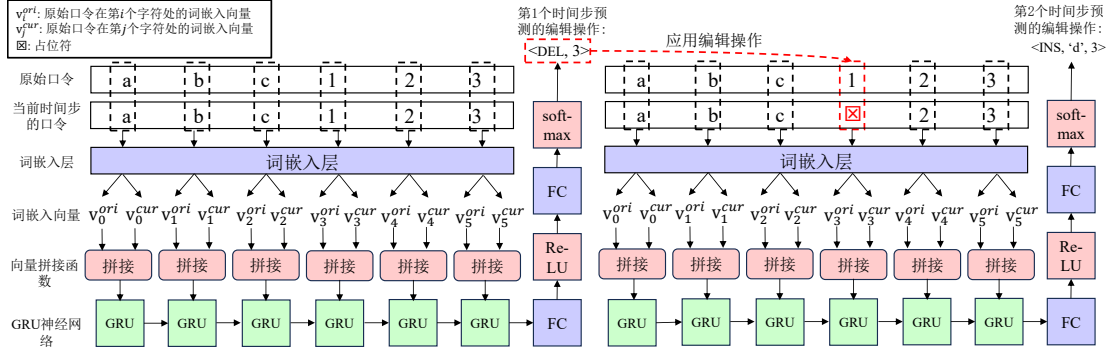 v_i^{ori}: 原始口令在第i个字符处的词嵌入向量
v_j^{cur}: 原始口令在第j个字符处的词嵌入向量
☒: 占位符
第1个时间步预
测的编辑操作:
<DEL, 3>
应用编辑操作
第2个时间步预
测的编辑操作:
<INS, ‘d’, 3>
原始口令
a b c 1 2 3
a b c 1 2 3
当前时间步
的口令
a b c 1 2 3
a b c ☒ 2 3
soft-
max
soft-
max
词嵌入层
词嵌入层
词嵌入层
FC
FC
词嵌入向量
v_0^{ori} v_0^{cur} v_1^{ori} v_1^{cur} v_2^{ori} v_2^{cur} v_3^{ori} v_3^{cur} v_4^{ori} v_4^{cur} v_5^{ori} v_5^{cur}
v_0^{ori} v_0^{cur} v_1^{ori} v_1^{cur} v_2^{ori} v_2^{cur} v_3^{ori} v_3^{cur} v_4^{ori} v_4^{cur} v_5^{ori} v_5^{cur}
向量拼接函
数
拼接 拼接 拼接 拼接 拼接 拼接
Re-
LU
拼接 拼接 拼接 拼接 拼接 拼接
Re-
LU
GRU神经网
络
GRU GRU GRU GRU GRU GRU FC
GRU GRU GRU GRU GRU GRU FC